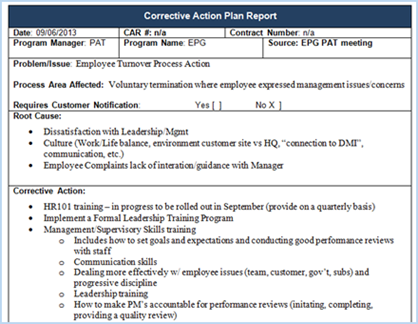 Corrective Action Plan Report
Date: 09/06/2013 CAR #: n/a Contract Number: n/a
Program Manager: PAT Program Name: EPG Source: EPG PAT meeting
Problem/Issue: Employee Turnover Process Action
Process Area Affected: Voluntary termination where employee expressed management issues/concerns
Requires Customer Notification: Yes [ ] No X ]
Root Cause:
• Dissatisfaction with Leadership/Mgmt
• Culture (Work/Life balance, environment customer site vs HQ, “connection to DMI”,
communication, etc.)
• Employee Complaints lack of interation/guidance with Manager
Corrective Action:
• HR101 training – in progress to be rolled out in September (provide on a quarterly basis)
• Implement a Formal Leadership Training Program
• Management/Supervisory Skills training
o Includes how to set goals and expectations and conducting good performance reviews
with staff
o Communication skills
o Dealing more effectively w/ employee issues (team, customer, gov’t, subs) and
progressive discipline
o Leadership training
o How to make PM’s accountable for performance reviews (initating, completing,
providing a quality review)